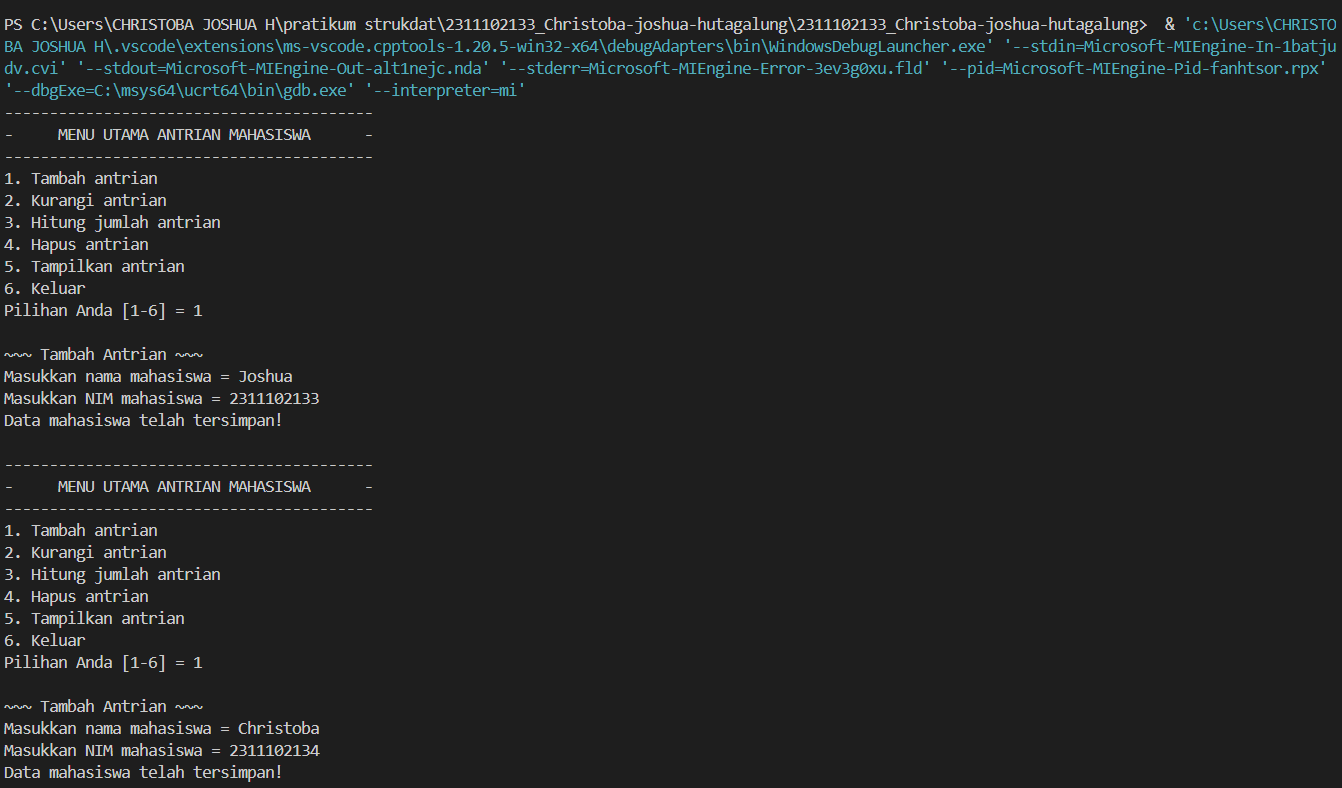 PS C:\Users\CHRISTOBA JOSHUA H\pratikum strukdat\2311102133_Christoba-joshua-hutagalung\2311102133_Christoba-joshua-hutagalung>  & 'c:\Users\CHRISTO
BA JOSHUA H\.vscode\extensions\ms-vscode.cpptools-1.20.5-win32-x64\debugAdapters\bin\WindowsDebugLauncher.exe' '--stdin=Microsoft-MIEngine-In-1batju
dv.cvi' '--stdout=Microsoft-MIEngine-Out-alt1nejc.nda' '--stderr=Microsoft-MIEngine-Error-3ev3g0xu.fld' '--pid=Microsoft-MIEngine-Pid-fanhtsor.rpx'
'--dbgExe=C:\msys64\ucrt64\bin\gdb.exe' '--interpreter=mi'
-----------------------------------------
-     MENU UTAMA ANTRIAN MAHASISWA      -
-----------------------------------------
1. Tambah antrian
2. Kurangi antrian
3. Hitung jumlah antrian
4. Hapus antrian
5. Tampilkan antrian
6. Keluar
Pilihan Anda [1-6] = 1
~~~ Tambah Antrian ~~~
Masukkan nama mahasiswa = Joshua
Masukkan NIM mahasiswa = 2311102133
Data mahasiswa telah tersimpan!
-----------------------------------------
-     MENU UTAMA ANTRIAN MAHASISWA      -
-----------------------------------------
1. Tambah antrian
2. Kurangi antrian
3. Hitung jumlah antrian
4. Hapus antrian
5. Tampilkan antrian
6. Keluar
Pilihan Anda [1-6] = 1
~~~ Tambah Antrian ~~~
Masukkan nama mahasiswa = Christoba
Masukkan NIM mahasiswa = 2311102134
Data mahasiswa telah tersimpan!